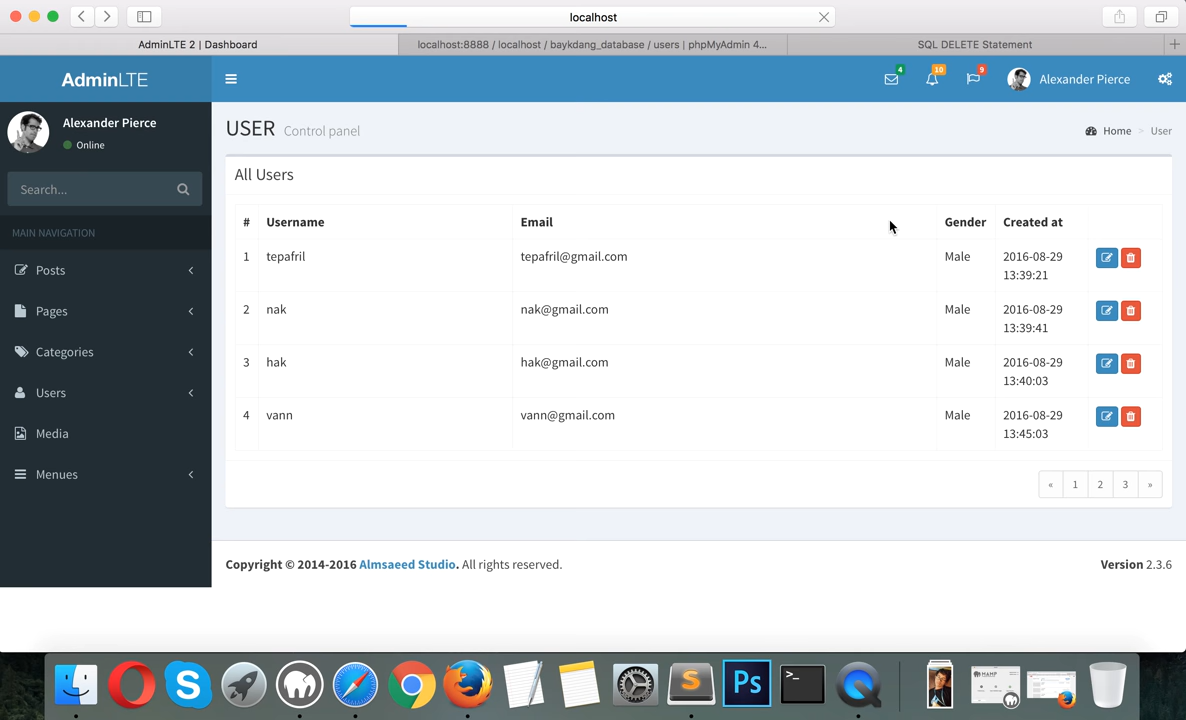 localhost
AdminLTE 2 | Dashboard
localhost:8888 / localhost / baykdang_database / users | phpMyAdmin 4...
SQL DELETE Statement
AdminLTE
4
10
9
Alexander Pierce
Alexander Pierce
Online
Search...
MAIN NAVIGATION
Posts
Pages
Categories
Users
Media
Menues
USER Control panel
Home > User
All Users
# Username Email Gender Created at
1 tepafril tepafril@gmail.com Male 2016-08-29
13:39:21
2 nak nak@gmail.com Male 2016-08-29
13:39:41
3 hak hak@gmail.com Male 2016-08-29
13:40:03
4 vann vann@gmail.com Male 2016-08-29
13:45:03
« 1 2 3 »
Copyright © 2014-2016 Almsaeed Studio. All rights reserved.
Version 2.3.6
S
S
Ps
>_
MAMP